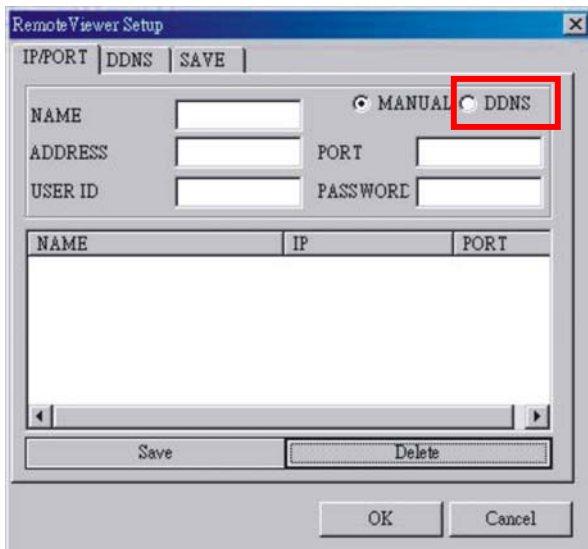 RemoteViewer Setup
IP/PORT DDNS SAVE
NAME MANUAL DDNS
ADDRESS PORT
USER ID PASSWORD
NAME IP PORT
Save Delete
OK Cancel